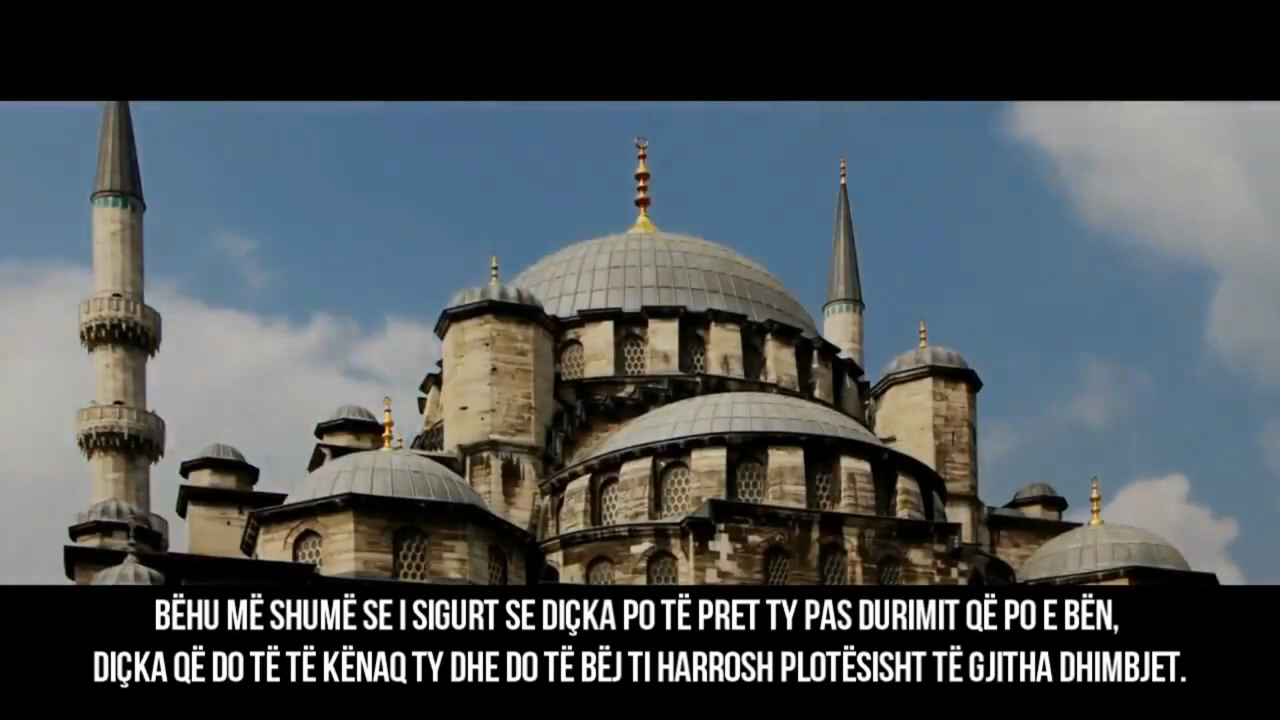 BËHU MË SHUMË SE I SIGURT SE DIÇKA PO TË PRET TY PAS DURIMIT QË PO E BËN,
DIÇKA QË DO TË TË KËNAQ TY DHE DO TË BËJ TI HARROSH PLOTËSISHT TË GJITHA DHIMBJET.